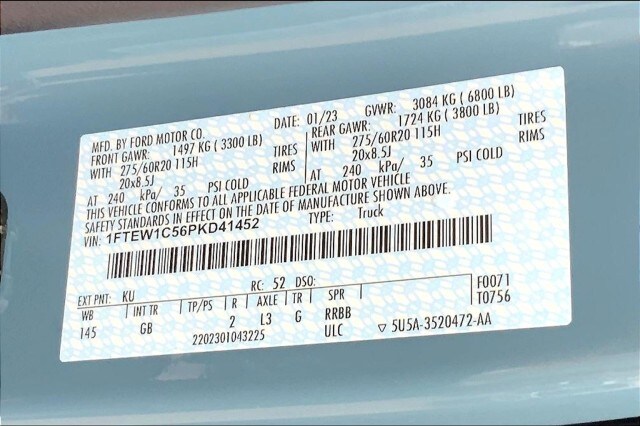 MFD. BY FORD MOTOR CO. DATE: 01/23 GVWR: 3084 KG ( 6800 LB)
FRONT GAWR: 1497 KG ( 3300 LB) REAR GAWR: 1724 KG ( 3800 LB)
WITH 275/60R20 115H TIRES WITH 275/60R20 115H TIRES
20x8.5J RIMS 20x8.5J RIMS
AT 240 kPa/ 35 PSI COLD AT 240 kPa/ 35 PSI COLD
THIS VEHICLE CONFORMS TO ALL APPLICABLE FEDERAL MOTOR VEHICLE
SAFETY STANDARDS IN EFFECT ON THE DATE OF MANUFACTURE SHOWN ABOVE.
VIN: 1FTEW1C56PKD41452 TYPE: Truck
EXT PNT: KU RC: 52 DSO: F0071
WB INT TR TP/PS R AXLE TR SPR T0756
145 GB 2 L3 G RRBB
2202301043225 ULC ▽ 5U5A-3520472-AA